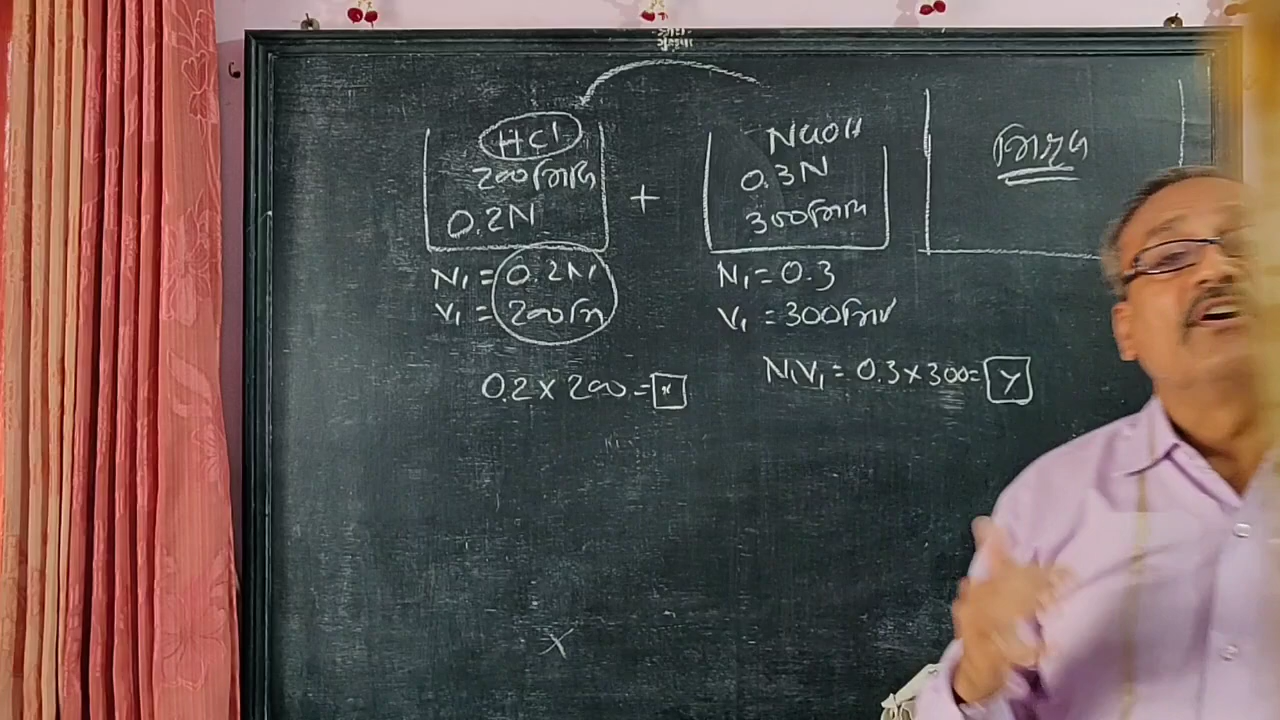 HCl
200মিলি
0.2N
+
NaOH
0.3N
300মিলি
মিশ্রণ
N₁ = 0.2N
V₁ = 200মি
N₁ = 0.3
V₁ = 300মিলি
0.2 × 200 = x
N₁V₁ = 0.3 × 300 = y
x